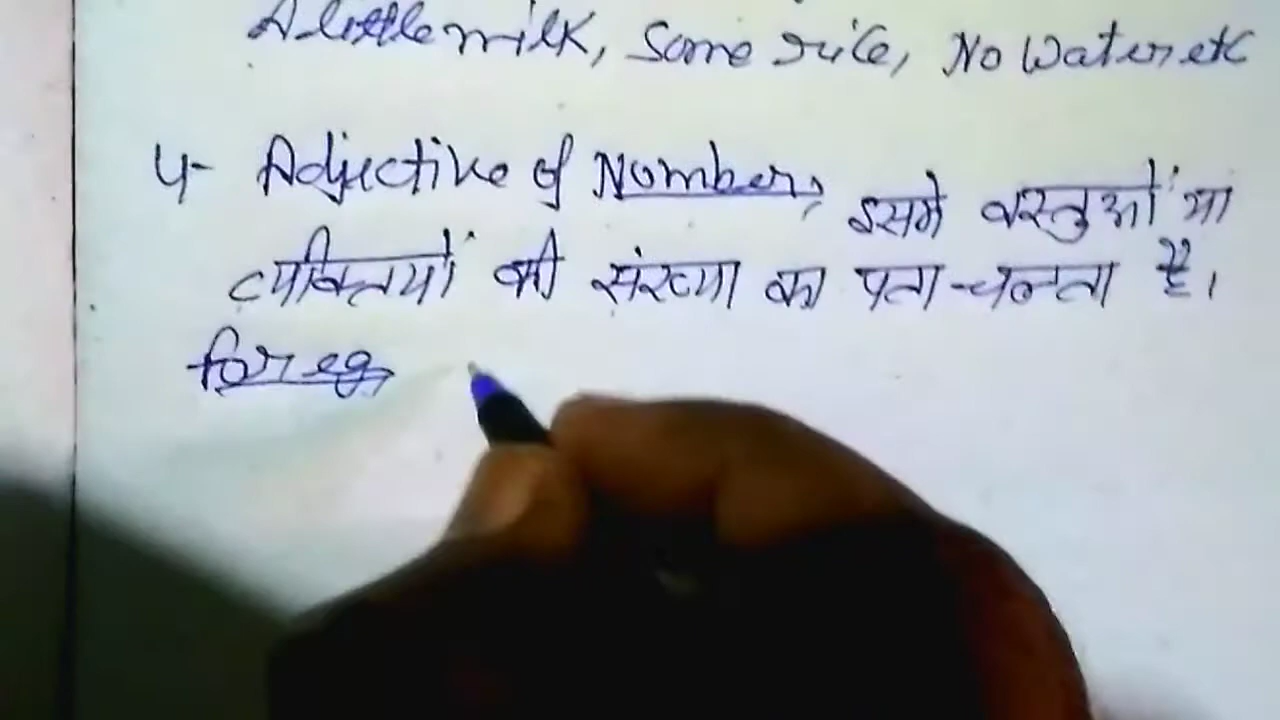 A little milk, Some rice, No Water etc
4- Adjective of Number, इसमे वस्तुओं या
व्यक्तियों की संख्या का पता चलता है।
for eg,